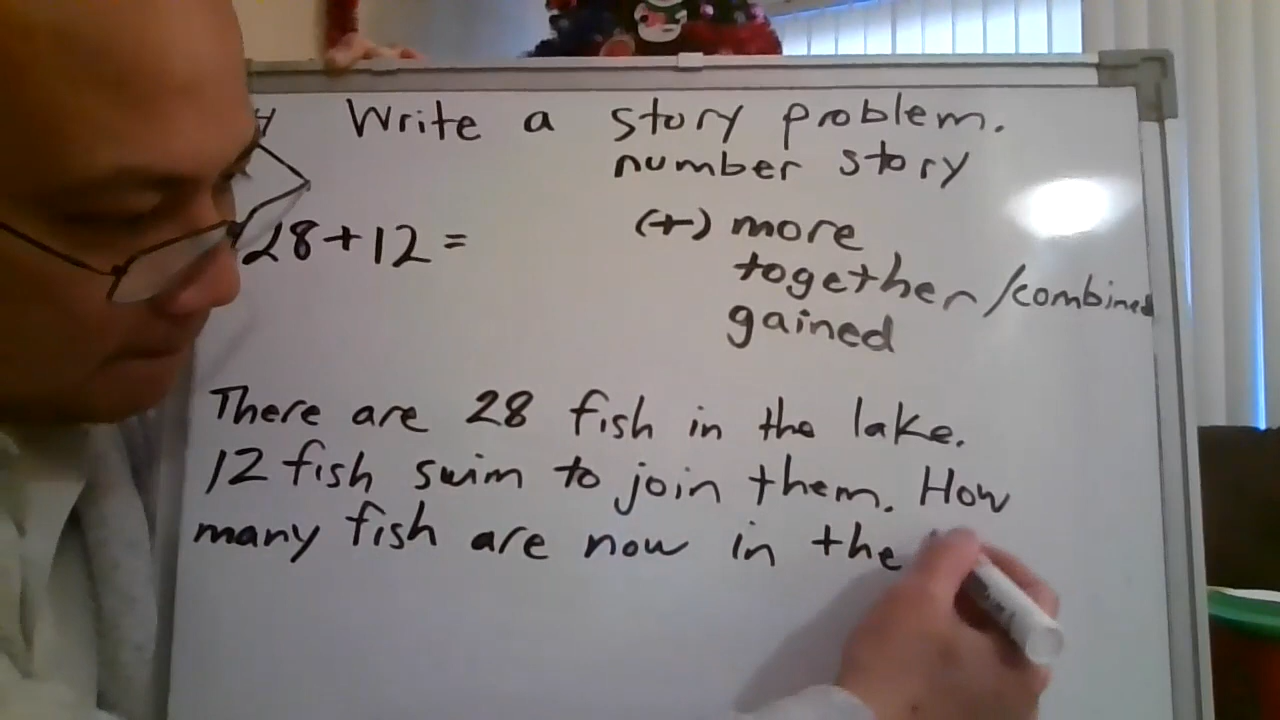 Write a story problem.
number story
28+12=
(+) more
together/combined
gained
There are 28 fish in the lake.
12 fish swim to join them. How
many fish are now in the